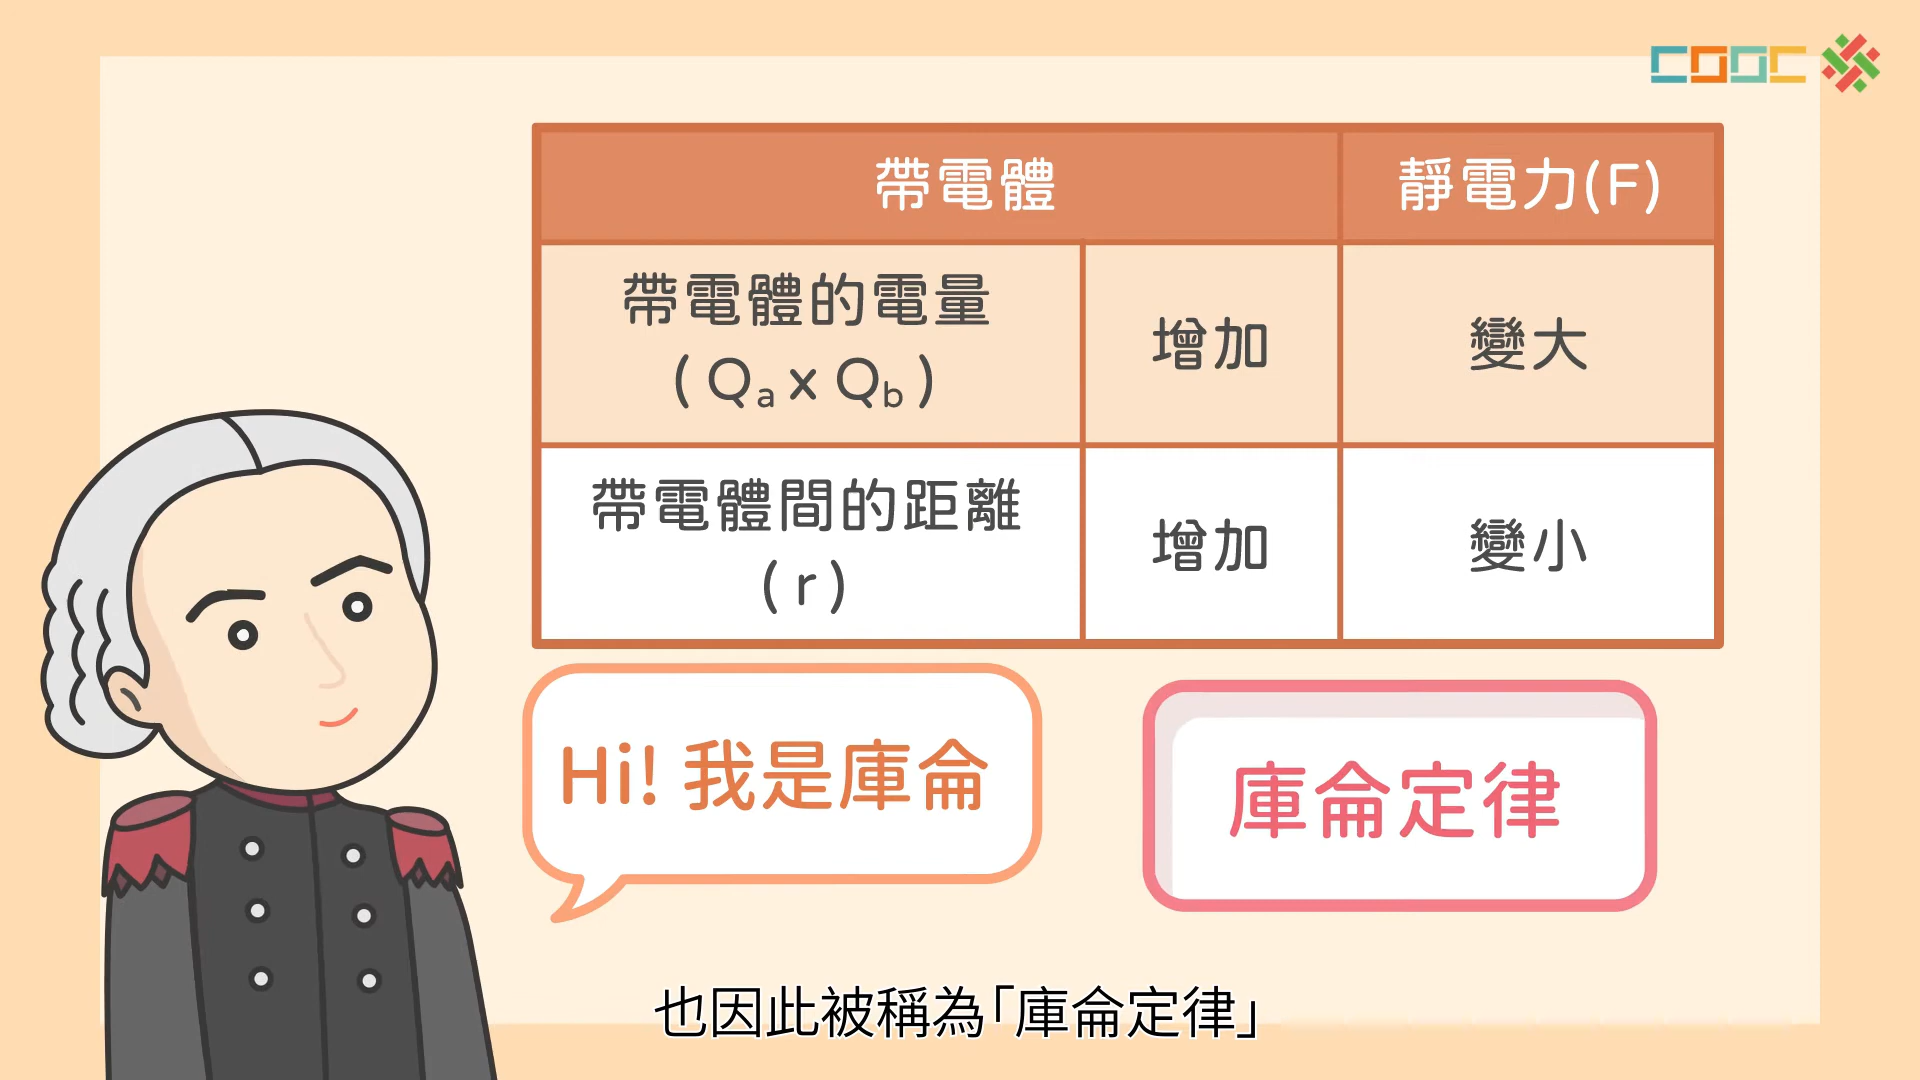 COOC
帶電體
靜電力(F)
帶電體的電量
( Qa x Qb )
增加
變大
帶電體間的距離
( r )
增加
變小
Hi! 我是庫侖
庫侖定律
也因此被稱為「庫侖定律」